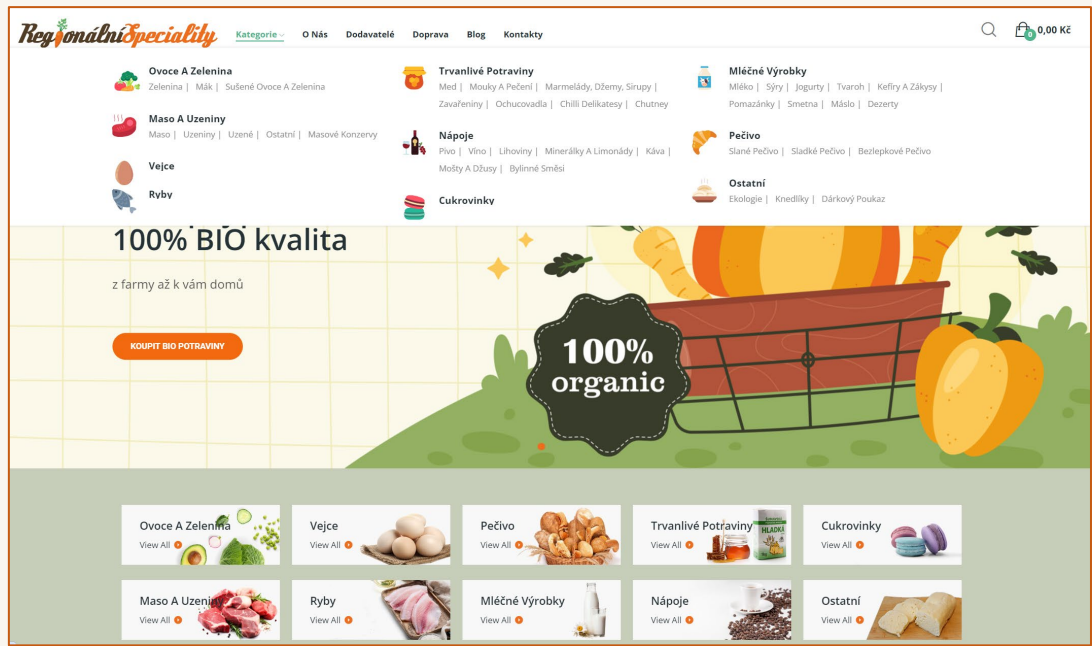 RegionálníSpeciality
Kategorie O Nás Dodavatelé Doprava Blog Kontakty
0 0,00 Kč
Ovoce A Zelenina
Zelenina | Mák | Sušené Ovoce A Zelenina
Maso A Uzeniny
Maso | Uzeniny | Uzené | Ostatní | Masové Konzervy
Vejce
Ryby
Trvanlivé Potraviny
Med | Mouky A Pečení | Marmelády, Džemy, Sirupy |
Zavařeniny | Ochucovadla | Chilli Delikatesy | Chutney
Nápoje
Pivo | Víno | Lihoviny | Minerálky A Limonády | Káva |
Mošty A Džusy | Bylinné Směsi
Cukrovinky
Mléčné Výrobky
Mléko | Sýry | Jogurty | Tvaroh | Kefíry A Zákysy |
Pomazánky | Smetna | Máslo | Dezerty
Pečivo
Slané Pečivo | Sladké Pečivo | Bezlepkové Pečivo
Ostatní
Ekologie | Knedlíky | Dárkový Poukaz
100% BIO kvalita
z farmy až k vám domů
KOUPIT BIO POTRAVINY
100%
organic
Ovoce A Zelenina
View All
Vejce
View All
Pečivo
View All
Trvanlivé Potraviny
View All
HLADKÁ
Cukrovinky
View All
Maso A Uzeniny
View All
Ryby
View All
Mléčné Výrobky
View All
Nápoje
View All
Ostatní
View All